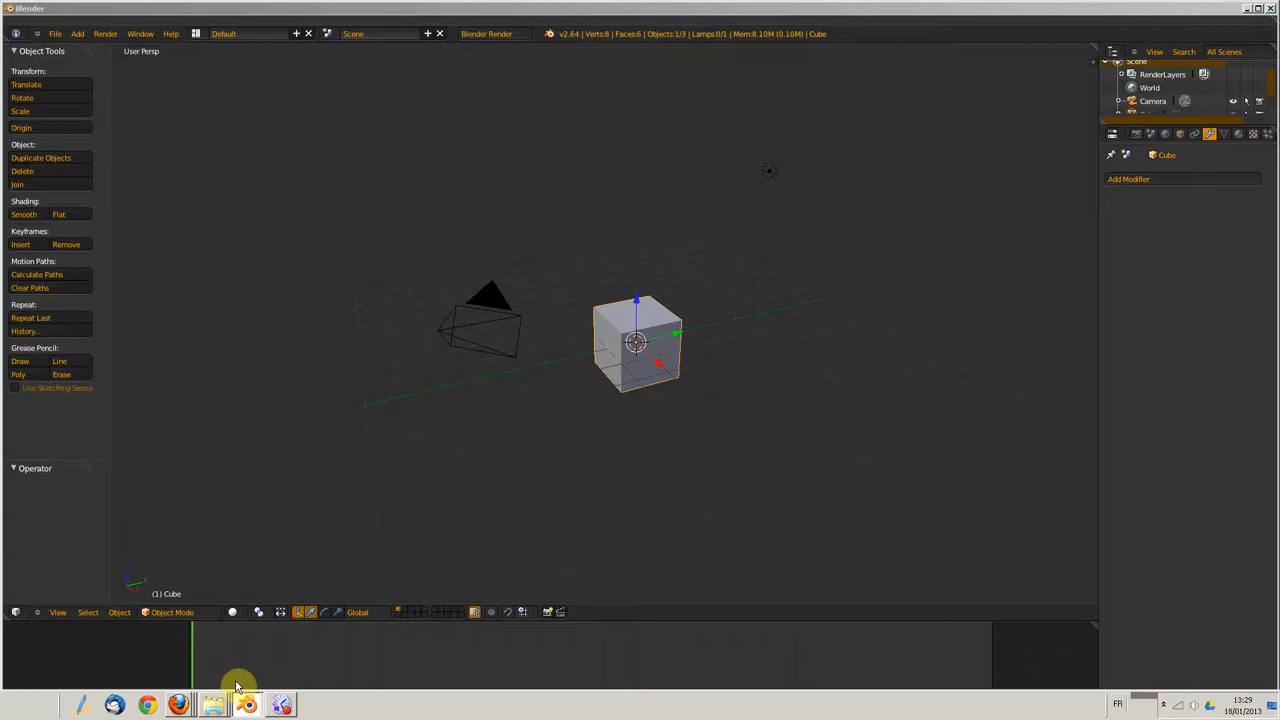 Blender
File Add Render Window Help Default Scene Blender Render v2.64 | Verts:8 | Faces:6 | Objects:1/3 | Lamps:0/1 | Mem:8.10M (0.10M) | Cube
Object Tools
User Persp
View Search All Scenes
Scene
RenderLayers
World
Camera
Transform:
Translate
Rotate
Scale
Origin
Object:
Duplicate Objects
Delete
Join
Shading:
Smooth Flat
Keyframes:
Insert Remove
Motion Paths:
Calculate Paths
Clear Paths
Repeat:
Repeat Last
History...
Grease Pencil:
Draw Line
Poly Erase
Use Sketching Sessio
Cube
Add Modifier
Operator
(1) Cube
View Select Object Object Mode Global
FR
13:29
18/01/2013